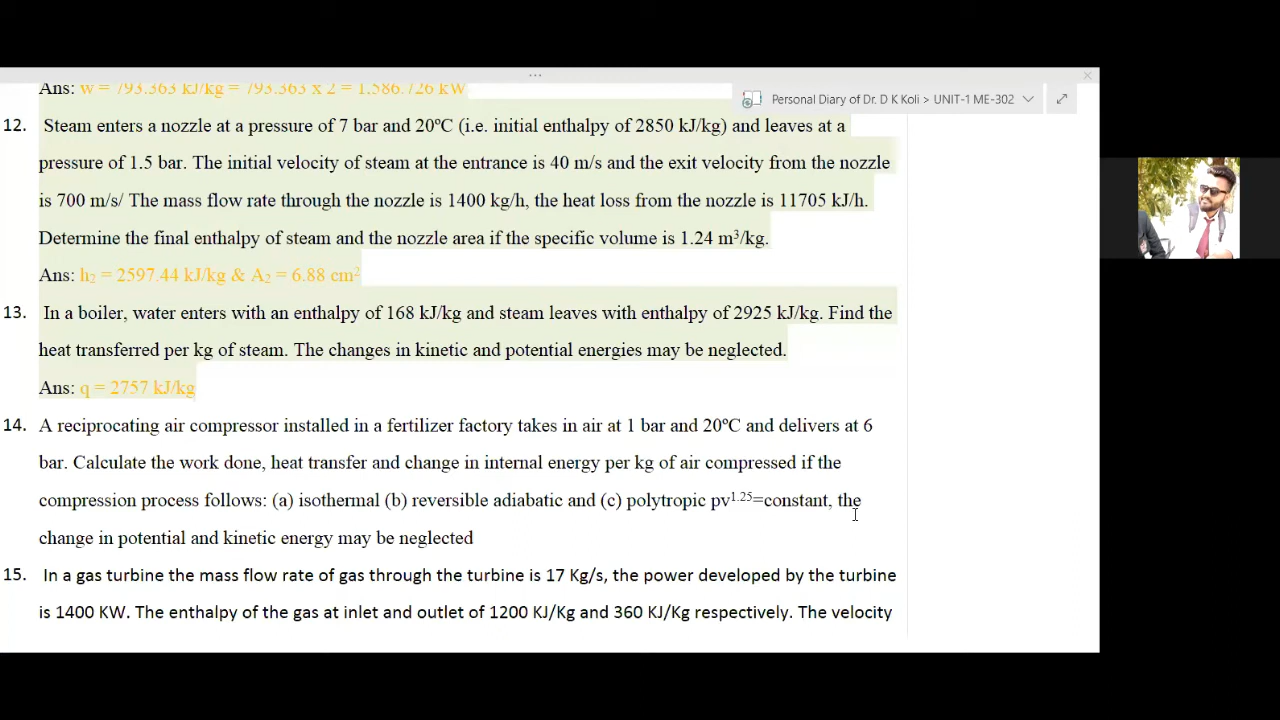 Ans: w = 793.363 kJ/kg = 793.363 x 2 = 1,586.726 kW
Personal Diary of Dr. D K Koli > UNIT-1 ME-302
12. Steam enters a nozzle at a pressure of 7 bar and 20ºC (i.e. initial enthalpy of 2850 kJ/kg) and leaves at a
pressure of 1.5 bar. The initial velocity of steam at the entrance is 40 m/s and the exit velocity from the nozzle
is 700 m/s/ The mass flow rate through the nozzle is 1400 kg/h, the heat loss from the nozzle is 11705 kJ/h.
Determine the final enthalpy of steam and the nozzle area if the specific volume is 1.24 m³/kg.
Ans: h₂ = 2597.44 kJ/kg & A₂ = 6.88 cm²
13. In a boiler, water enters with an enthalpy of 168 kJ/kg and steam leaves with enthalpy of 2925 kJ/kg. Find the
heat transferred per kg of steam. The changes in kinetic and potential energies may be neglected.
Ans: q = 2757 kJ/kg
14. A reciprocating air compressor installed in a fertilizer factory takes in air at 1 bar and 20ºC and delivers at 6
bar. Calculate the work done, heat transfer and change in internal energy per kg of air compressed if the
compression process follows: (a) isothermal (b) reversible adiabatic and (c) polytropic pv¹·²⁵=constant, the
change in potential and kinetic energy may be neglected
15. In a gas turbine the mass flow rate of gas through the turbine is 17 Kg/s, the power developed by the turbine
is 1400 KW. The enthalpy of the gas at inlet and outlet of 1200 KJ/Kg and 360 KJ/Kg respectively. The velocity